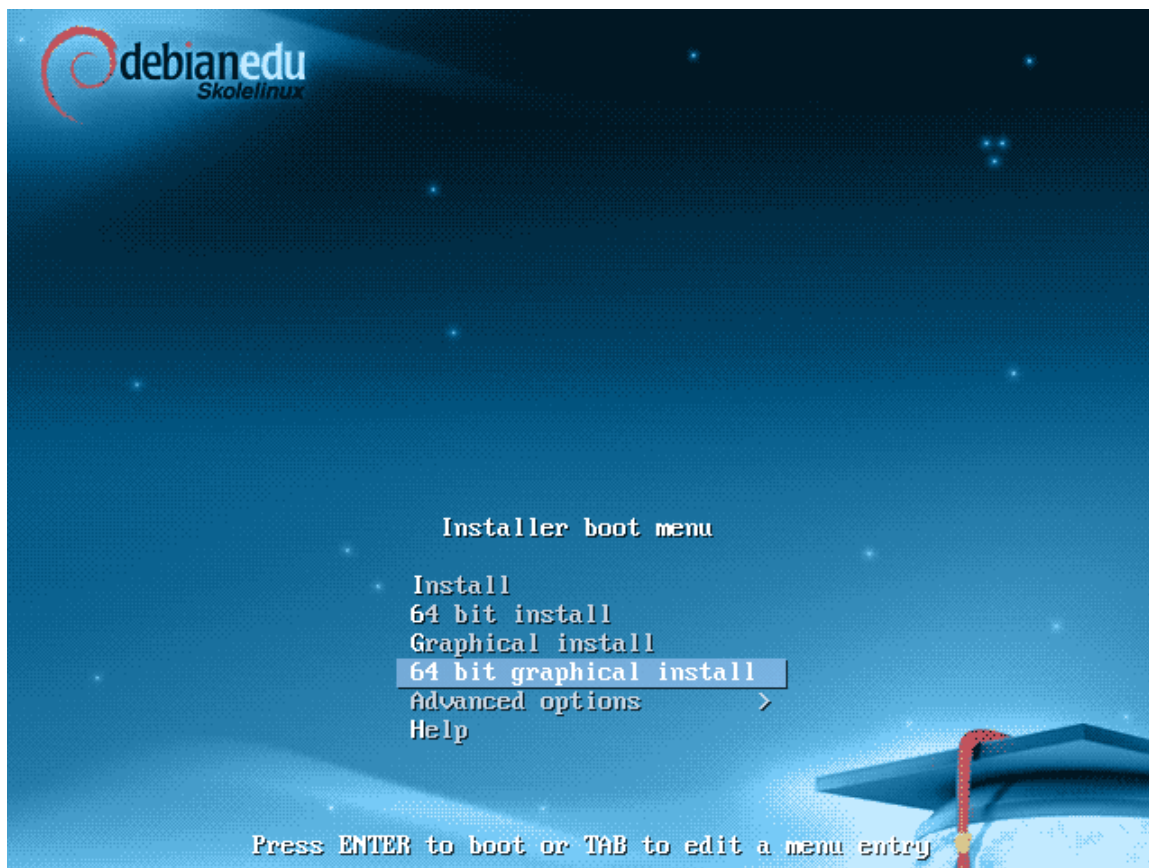 debianedu
Skolelinux
Installer boot menu
Install
64 bit install
Graphical install
64 bit graphical install
Advanced options >
Help
Press ENTER to boot or TAB to edit a menu entry